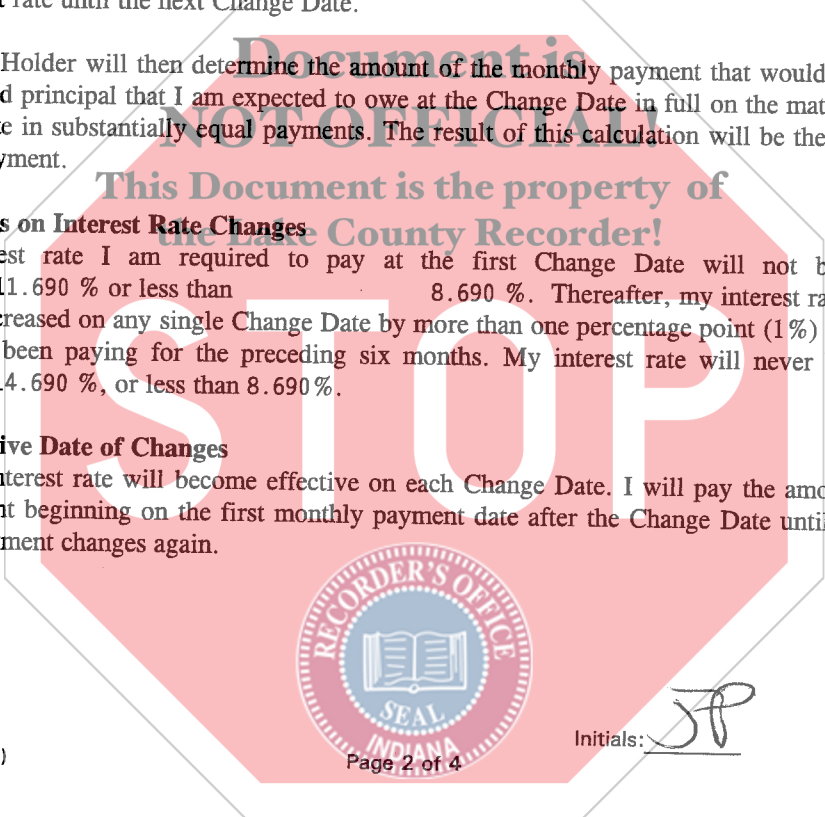 rate until the next Change Date.
Document is
Holder will then determine the amount of the monthly payment that would
d principal that I am expected to owe at the Change Date in full on the mat
NOT OFFICIAL!
e in substantially equal payments. The result of this calculation will be the
yment.
This Document is the property of
s on Interest Rate Changes
the Lake County Recorder!
est rate I am required to pay at the first Change Date will not b
11.690 % or less than 8.690 %. Thereafter, my interest ra
creased on any single Change Date by more than one percentage point (1%)
been paying for the preceding six months. My interest rate will never
4.690 %, or less than 8.690%.
STOP
ive Date of Changes
nterest rate will become effective on each Change Date. I will pay the amo
nt beginning on the first monthly payment date after the Change Date until
ment changes again.
RECORDER'S OFFICE
SEAL
INDIANA
Initials: JP
)
Page 2 of 4